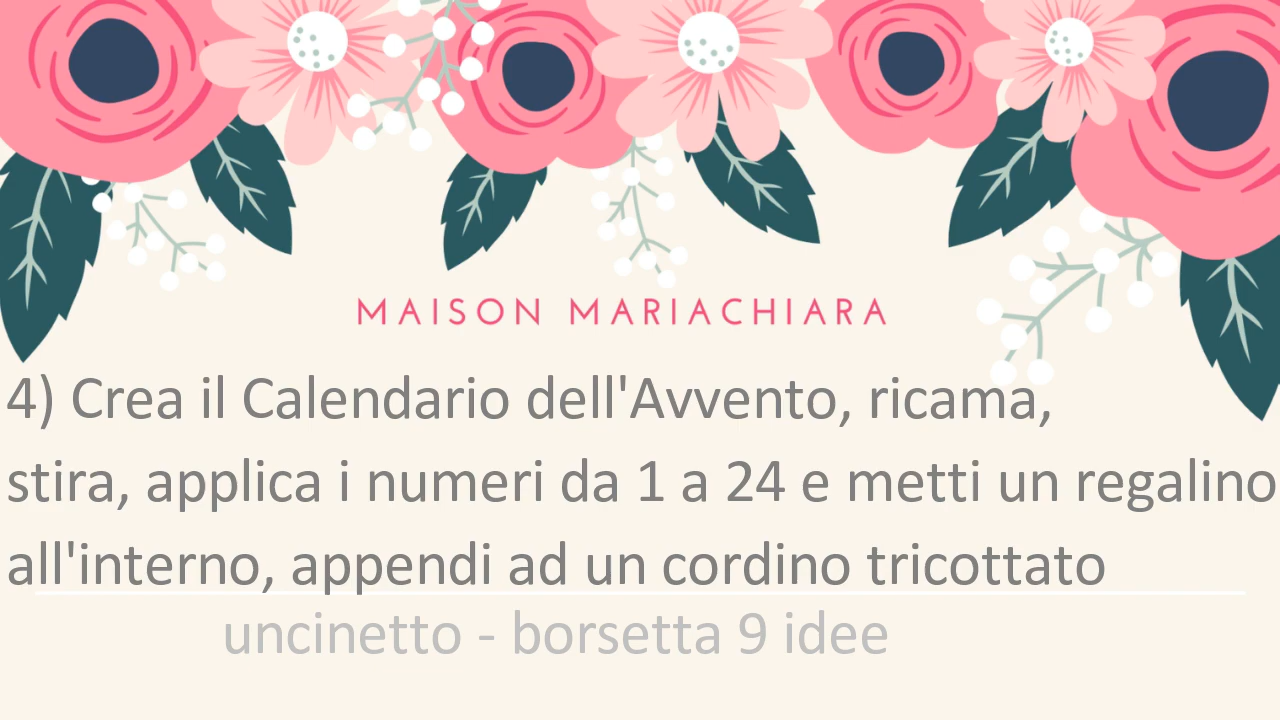 MAISON MARIACHIARA
4) Crea il Calendario dell'Avvento, ricama,
stira, applica i numeri da 1 a 24 e metti un regalino
all'interno, appendi ad un cordino tricottato
uncinetto - borsetta 9 idee